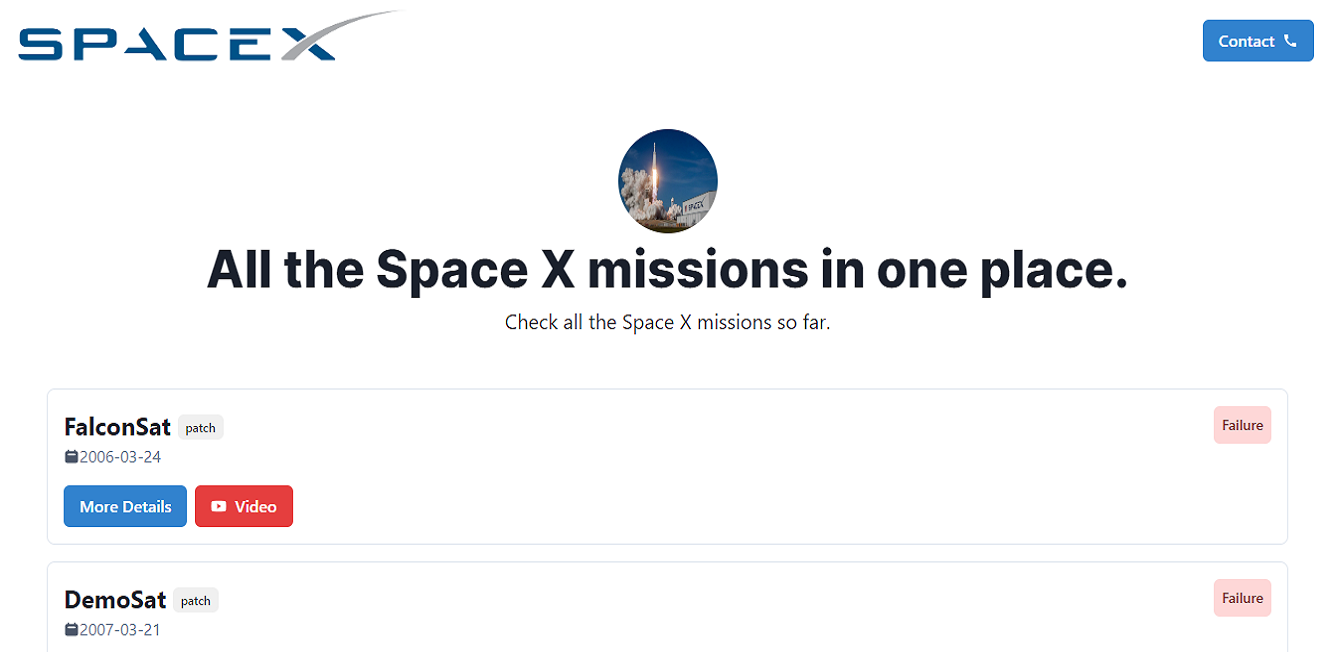 SPACEX
Contact
SPACEX
All the Space X missions in one place.
Check all the Space X missions so far.
FalconSat patch
Failure
2006-03-24
More Details Video
DemoSat patch
Failure
2007-03-21